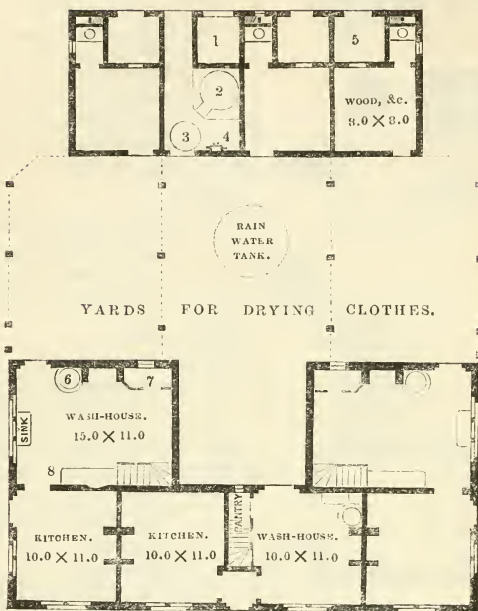 1
5
2
WOOD, &c.
8.0 × 8.0
3
4
RAIN
WATER
TANK.
YARDS FOR DRYING CLOTHES.
6
7
WASH-HOUSE.
15.0 × 11.0
SINK
8
KITCHEN.
10.0 × 11.0
KITCHEN.
10.0 × 11.0
PANTRY
WASH-HOUSE.
10.0 × 11.0